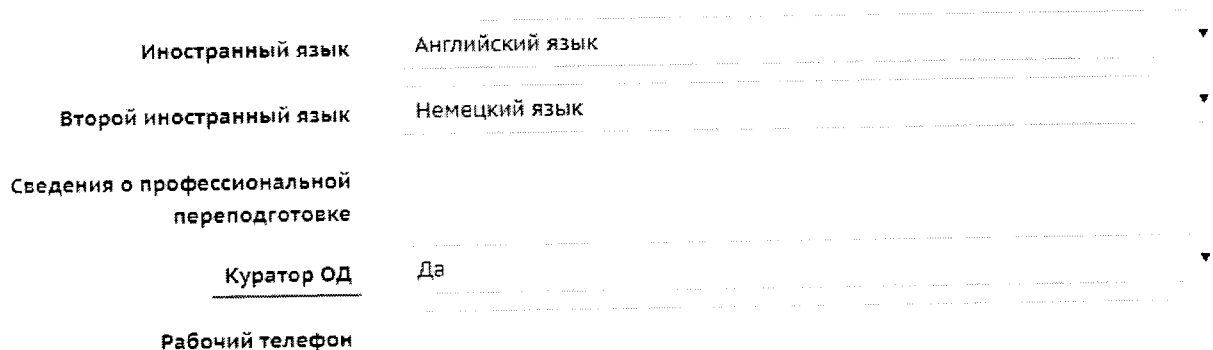 Иностранный язык Английский язык
Второй иностранный язык Немецкий язык
Сведения о профессиональной
переподготовке
Куратор ОД Да
Рабочий телефон